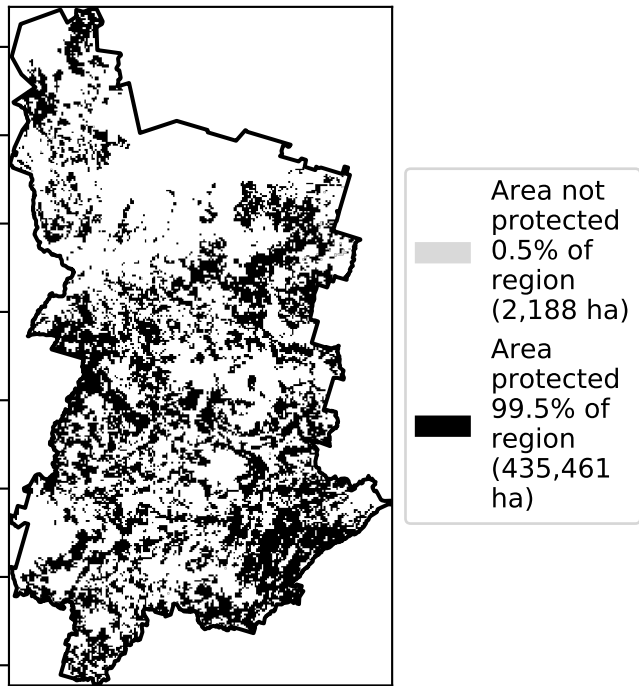 Area not
protected
0.5% of
region
(2,188 ha)
Area
protected
99.5% of
region
(435,461
ha)